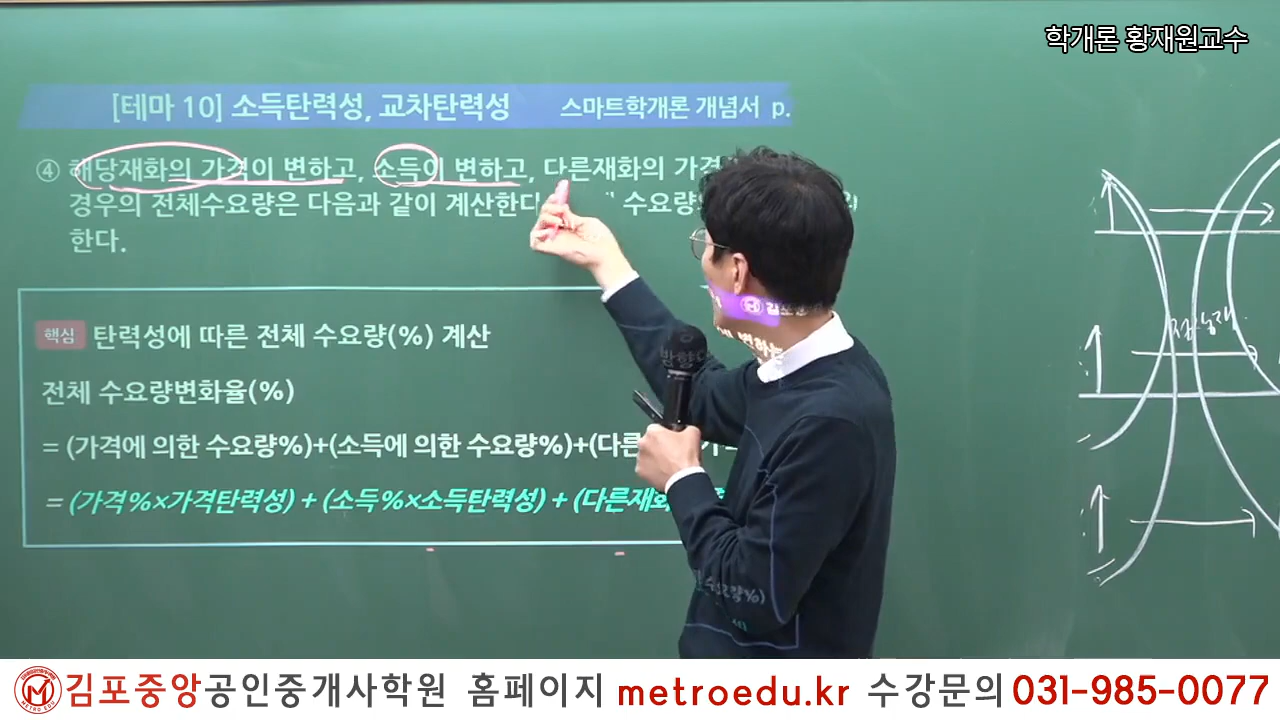 학개론 황재원교수
[테마 10] 소득탄력성, 교차탄력성 스마트학개론 개념서 p.
④ 해당재화의 가격이 변하고, 소득이 변하고, 다른재화의 가격
경우의 전체수요량은 다음과 같이 계산한다 수요량
한다.
핵심 탄력성에 따른 전체 수요량(%) 계산
전체 수요량변화율(%)
= (가격에 의한 수요량%)+(소득에 의한 수요량%)+(다른
= (가격%×가격탄력성) + (소득%×소득탄력성) + (다른재화
김포중앙공인중개사학원 홈페이지 metroedu.kr 수강문의 031-985-0077